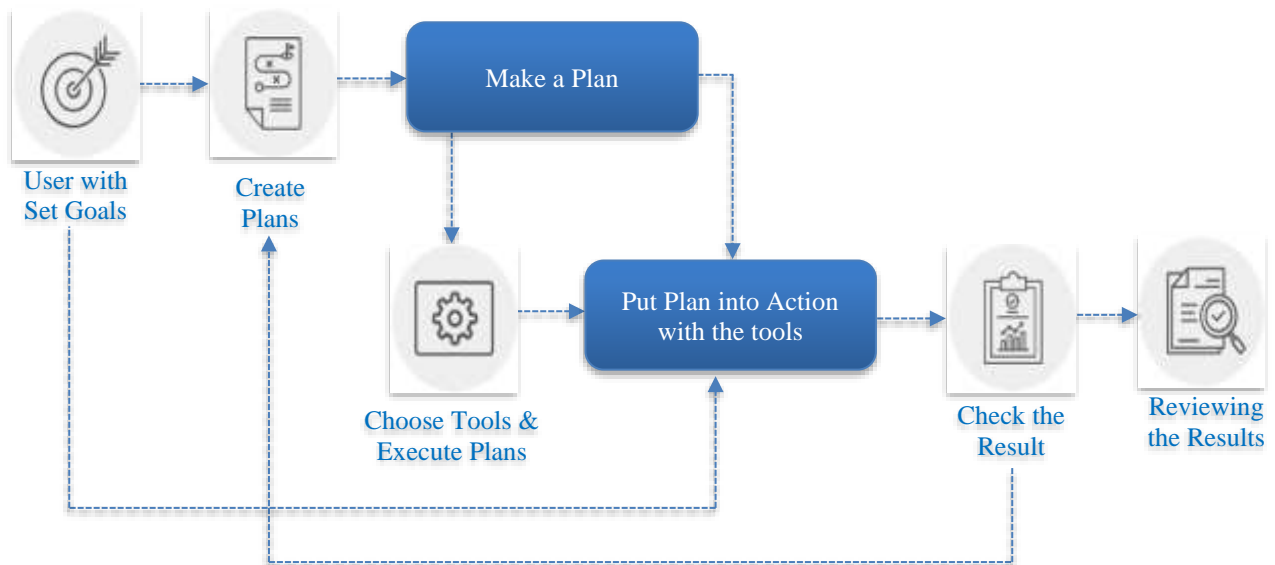 Make a Plan
User with
Set Goals
Create
Plans
Put Plan into Action
with the tools
Choose Tools &
Execute Plans
Check the
Result
Reviewing
the Results